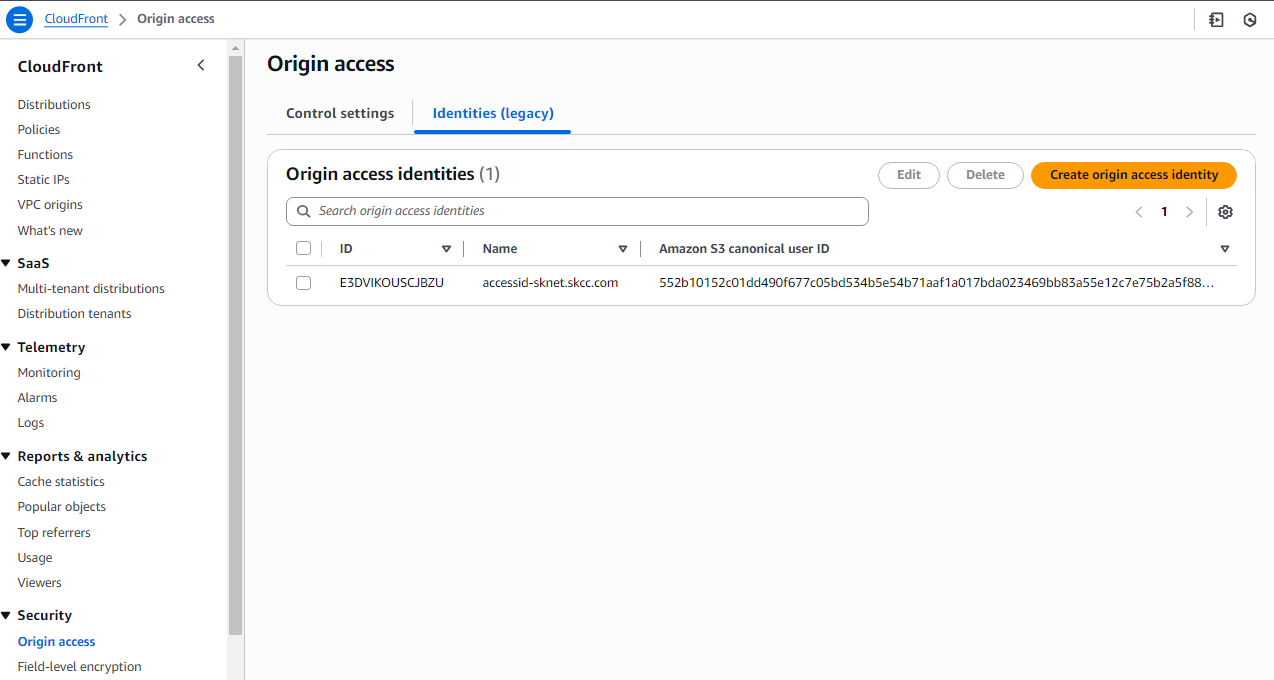 CloudFront > Origin access
CloudFront
Distributions
Policies
Functions
Static IPs
VPC origins
What's new
SaaS
Multi-tenant distributions
Distribution tenants
Telemetry
Monitoring
Alarms
Logs
Reports & analytics
Cache statistics
Popular objects
Top referrers
Usage
Viewers
Security
Origin access
Field-level encryption
Origin access
Control settings
Identities (legacy)
Origin access identities (1)
Edit
Delete
Create origin access identity
Search origin access identities
1
ID Name Amazon S3 canonical user ID
E3DVIKOUSCJBZU accessid-sknet.skcc.com 552b10152c01dd490f677c05bd534b5e54b71aaf1a017bda023469bb83a55e12c7e75b2a5f88...